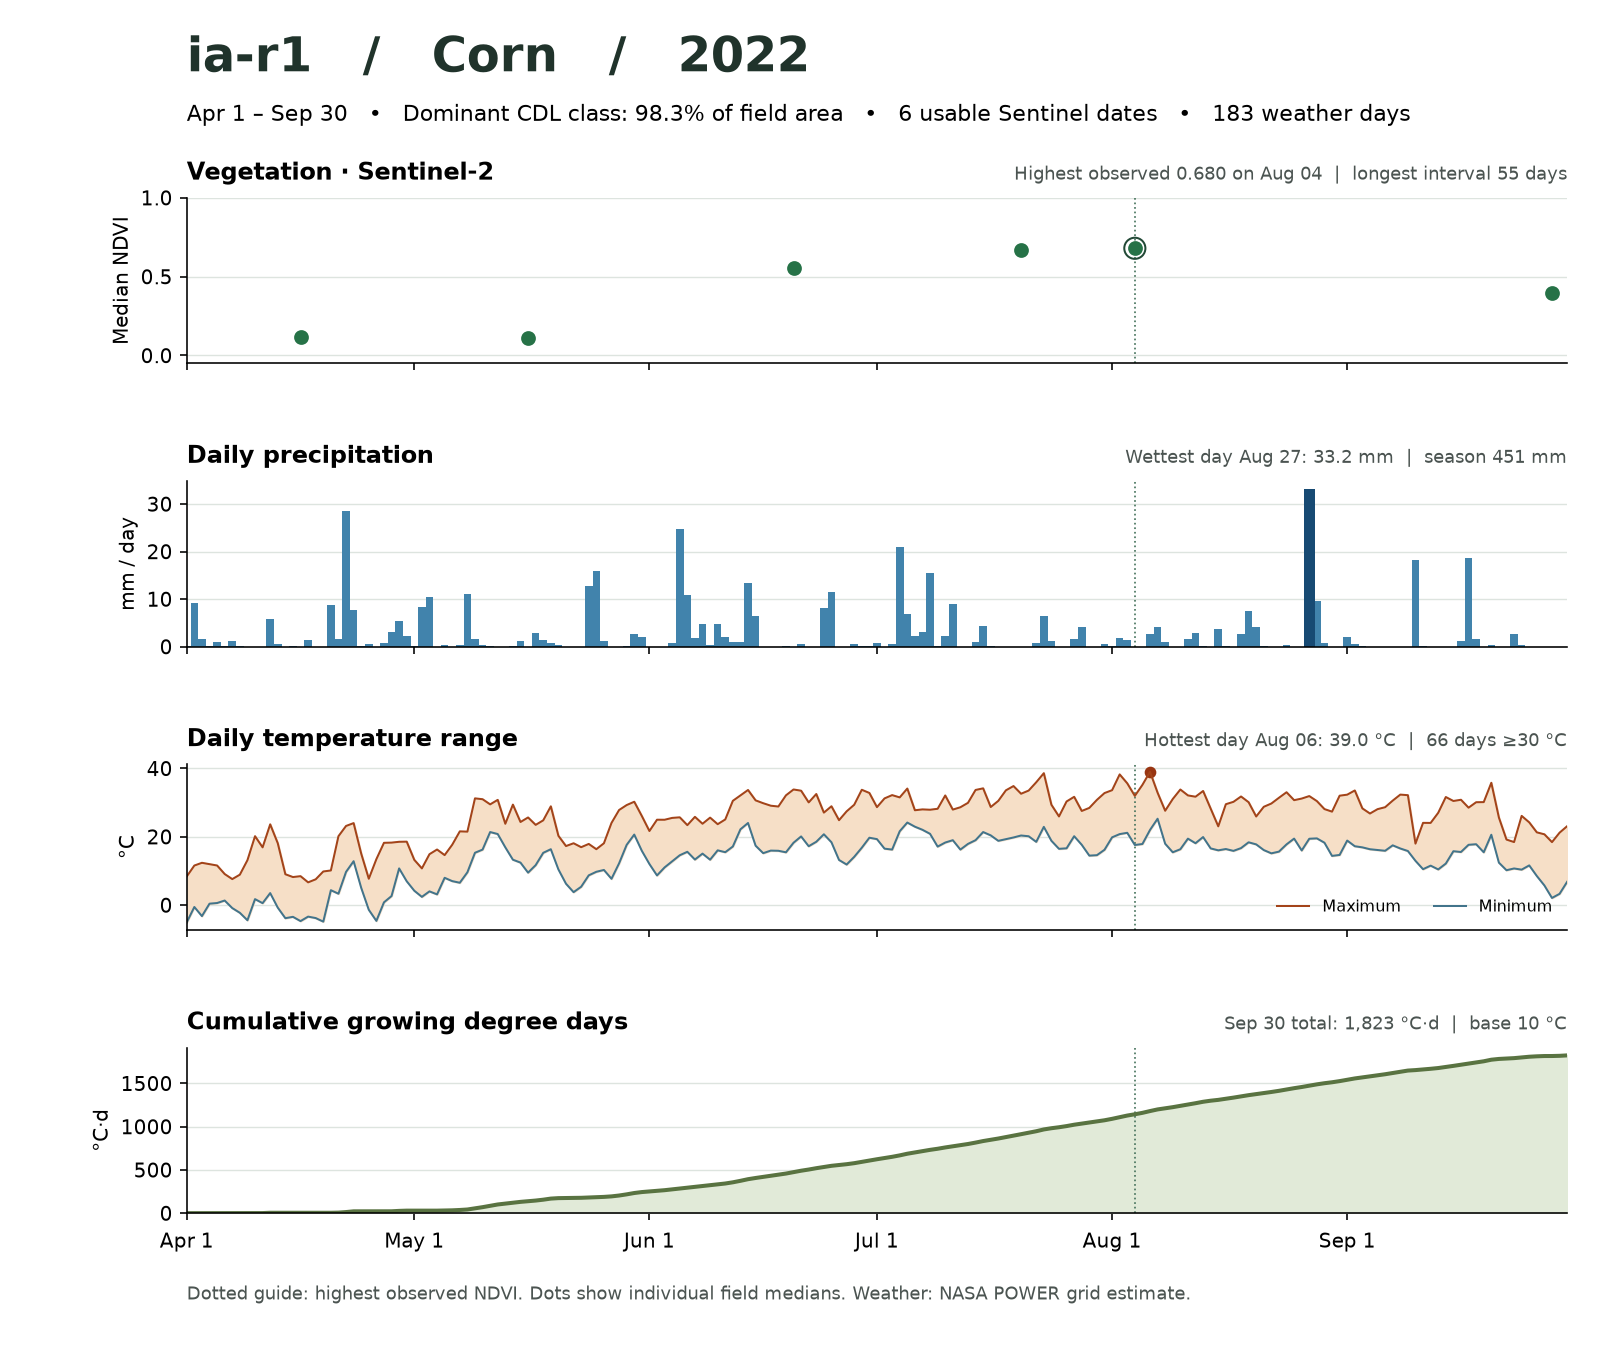 ia-r1 / Corn / 2022
Apr 1 – Sep 30 • Dominant CDL class: 98.3% of field area • 6 usable Sentinel dates • 183 weather days
Vegetation · Sentinel-2
Highest observed 0.680 on Aug 04 | longest interval 55 days
Median NDVI
1.0
0.5
0.0
Daily precipitation
Wettest day Aug 27: 33.2 mm | season 451 mm
mm / day
30
20
10
0
Daily temperature range
Hottest day Aug 06: 39.0 °C | 66 days ≥30 °C
°C
40
20
0
Maximum
Minimum
Cumulative growing degree days
Sep 30 total: 1,823 °C·d | base 10 °C
°C·d
1500
1000
500
0
Apr 1
May 1
Jun 1
Jul 1
Aug 1
Sep 1
Dotted guide: highest observed NDVI. Dots show individual field medians. Weather: NASA POWER grid estimate.